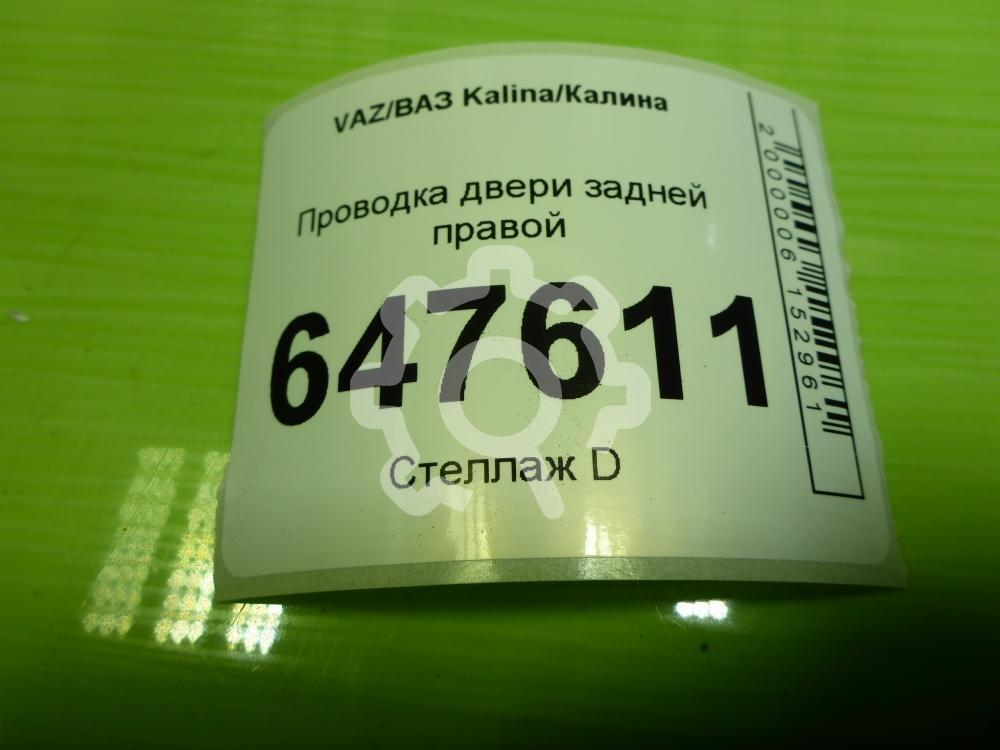 VAZ/ВАЗ Kalina/Калина
Проводка двери задней
правой
647611
Стеллаж D
2000006152961